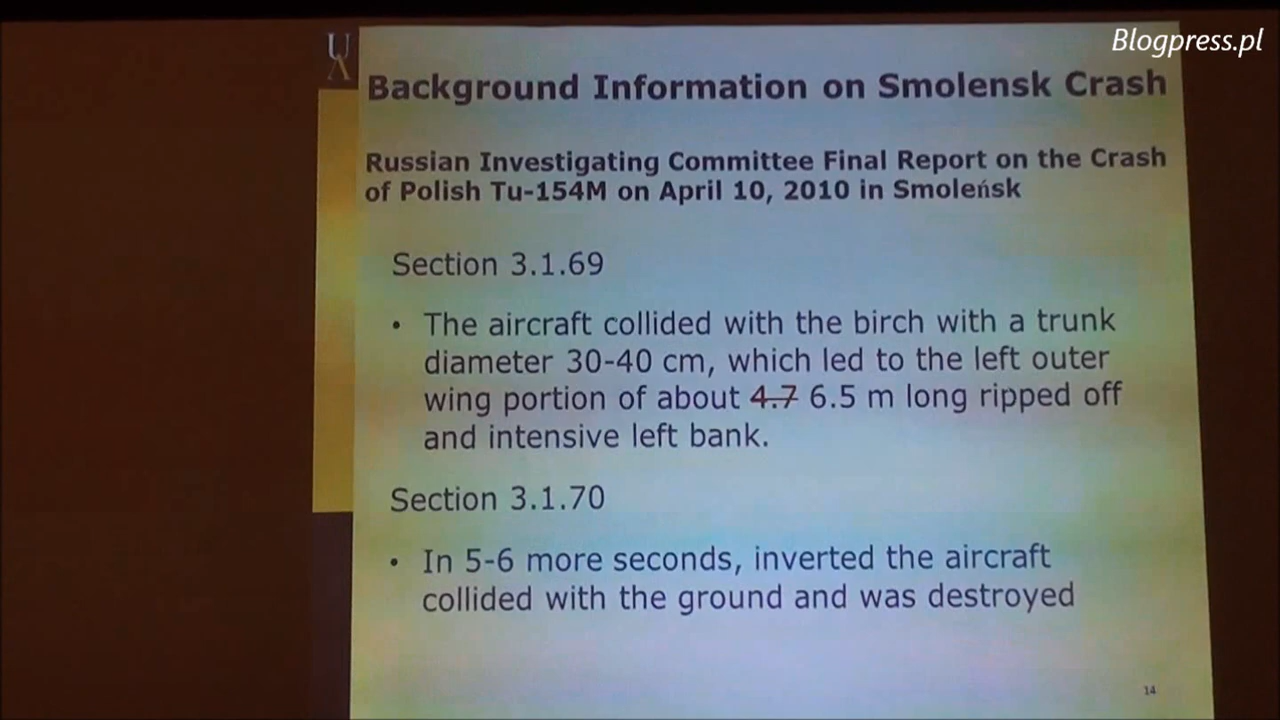 Blogpress.pl
UA
Background Information on Smolensk Crash
Russian Investigating Committee Final Report on the Crash
of Polish Tu-154M on April 10, 2010 in Smoleńsk
Section 3.1.69
• The aircraft collided with the birch with a trunk
diameter 30-40 cm, which led to the left outer
wing portion of about 4.7 6.5 m long ripped off
and intensive left bank.
Section 3.1.70
• In 5-6 more seconds, inverted the aircraft
collided with the ground and was destroyed
14